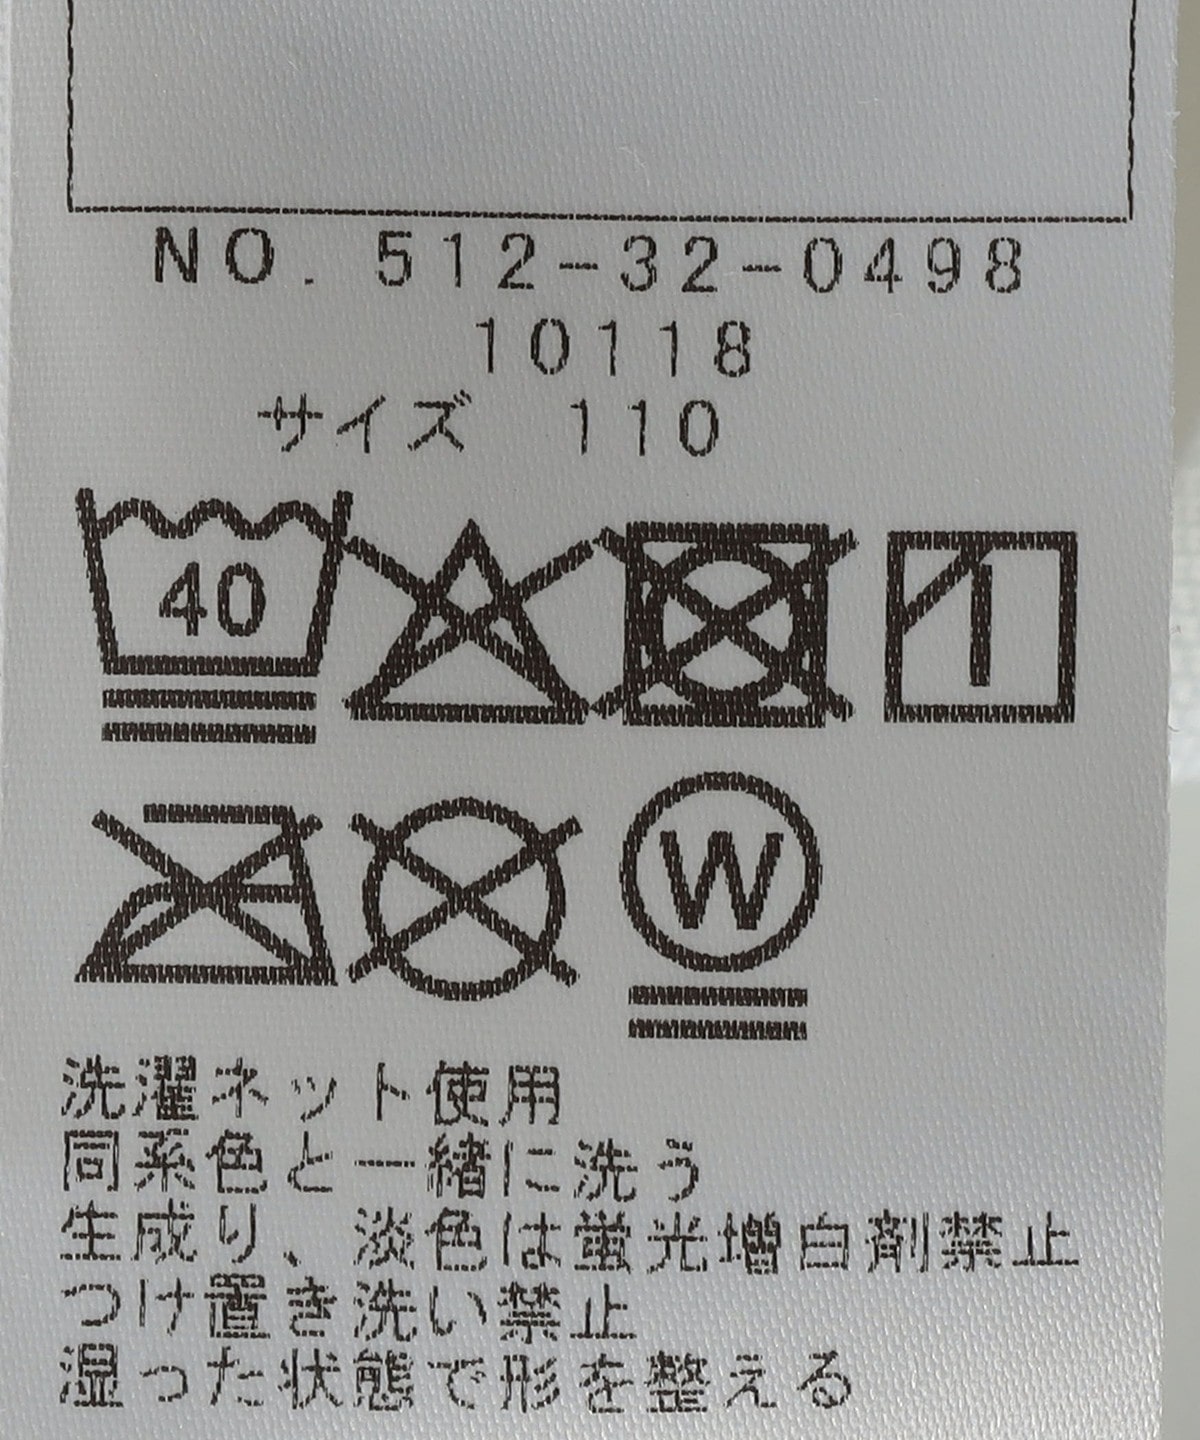 NO. 512-32-0498
10118
サイズ 110
40
W
洗濯ネット使用
同系色と一緒に洗う
生成り、淡色は蛍光増白剤禁止
つけ置き洗い禁止
湿った状態で形を整える